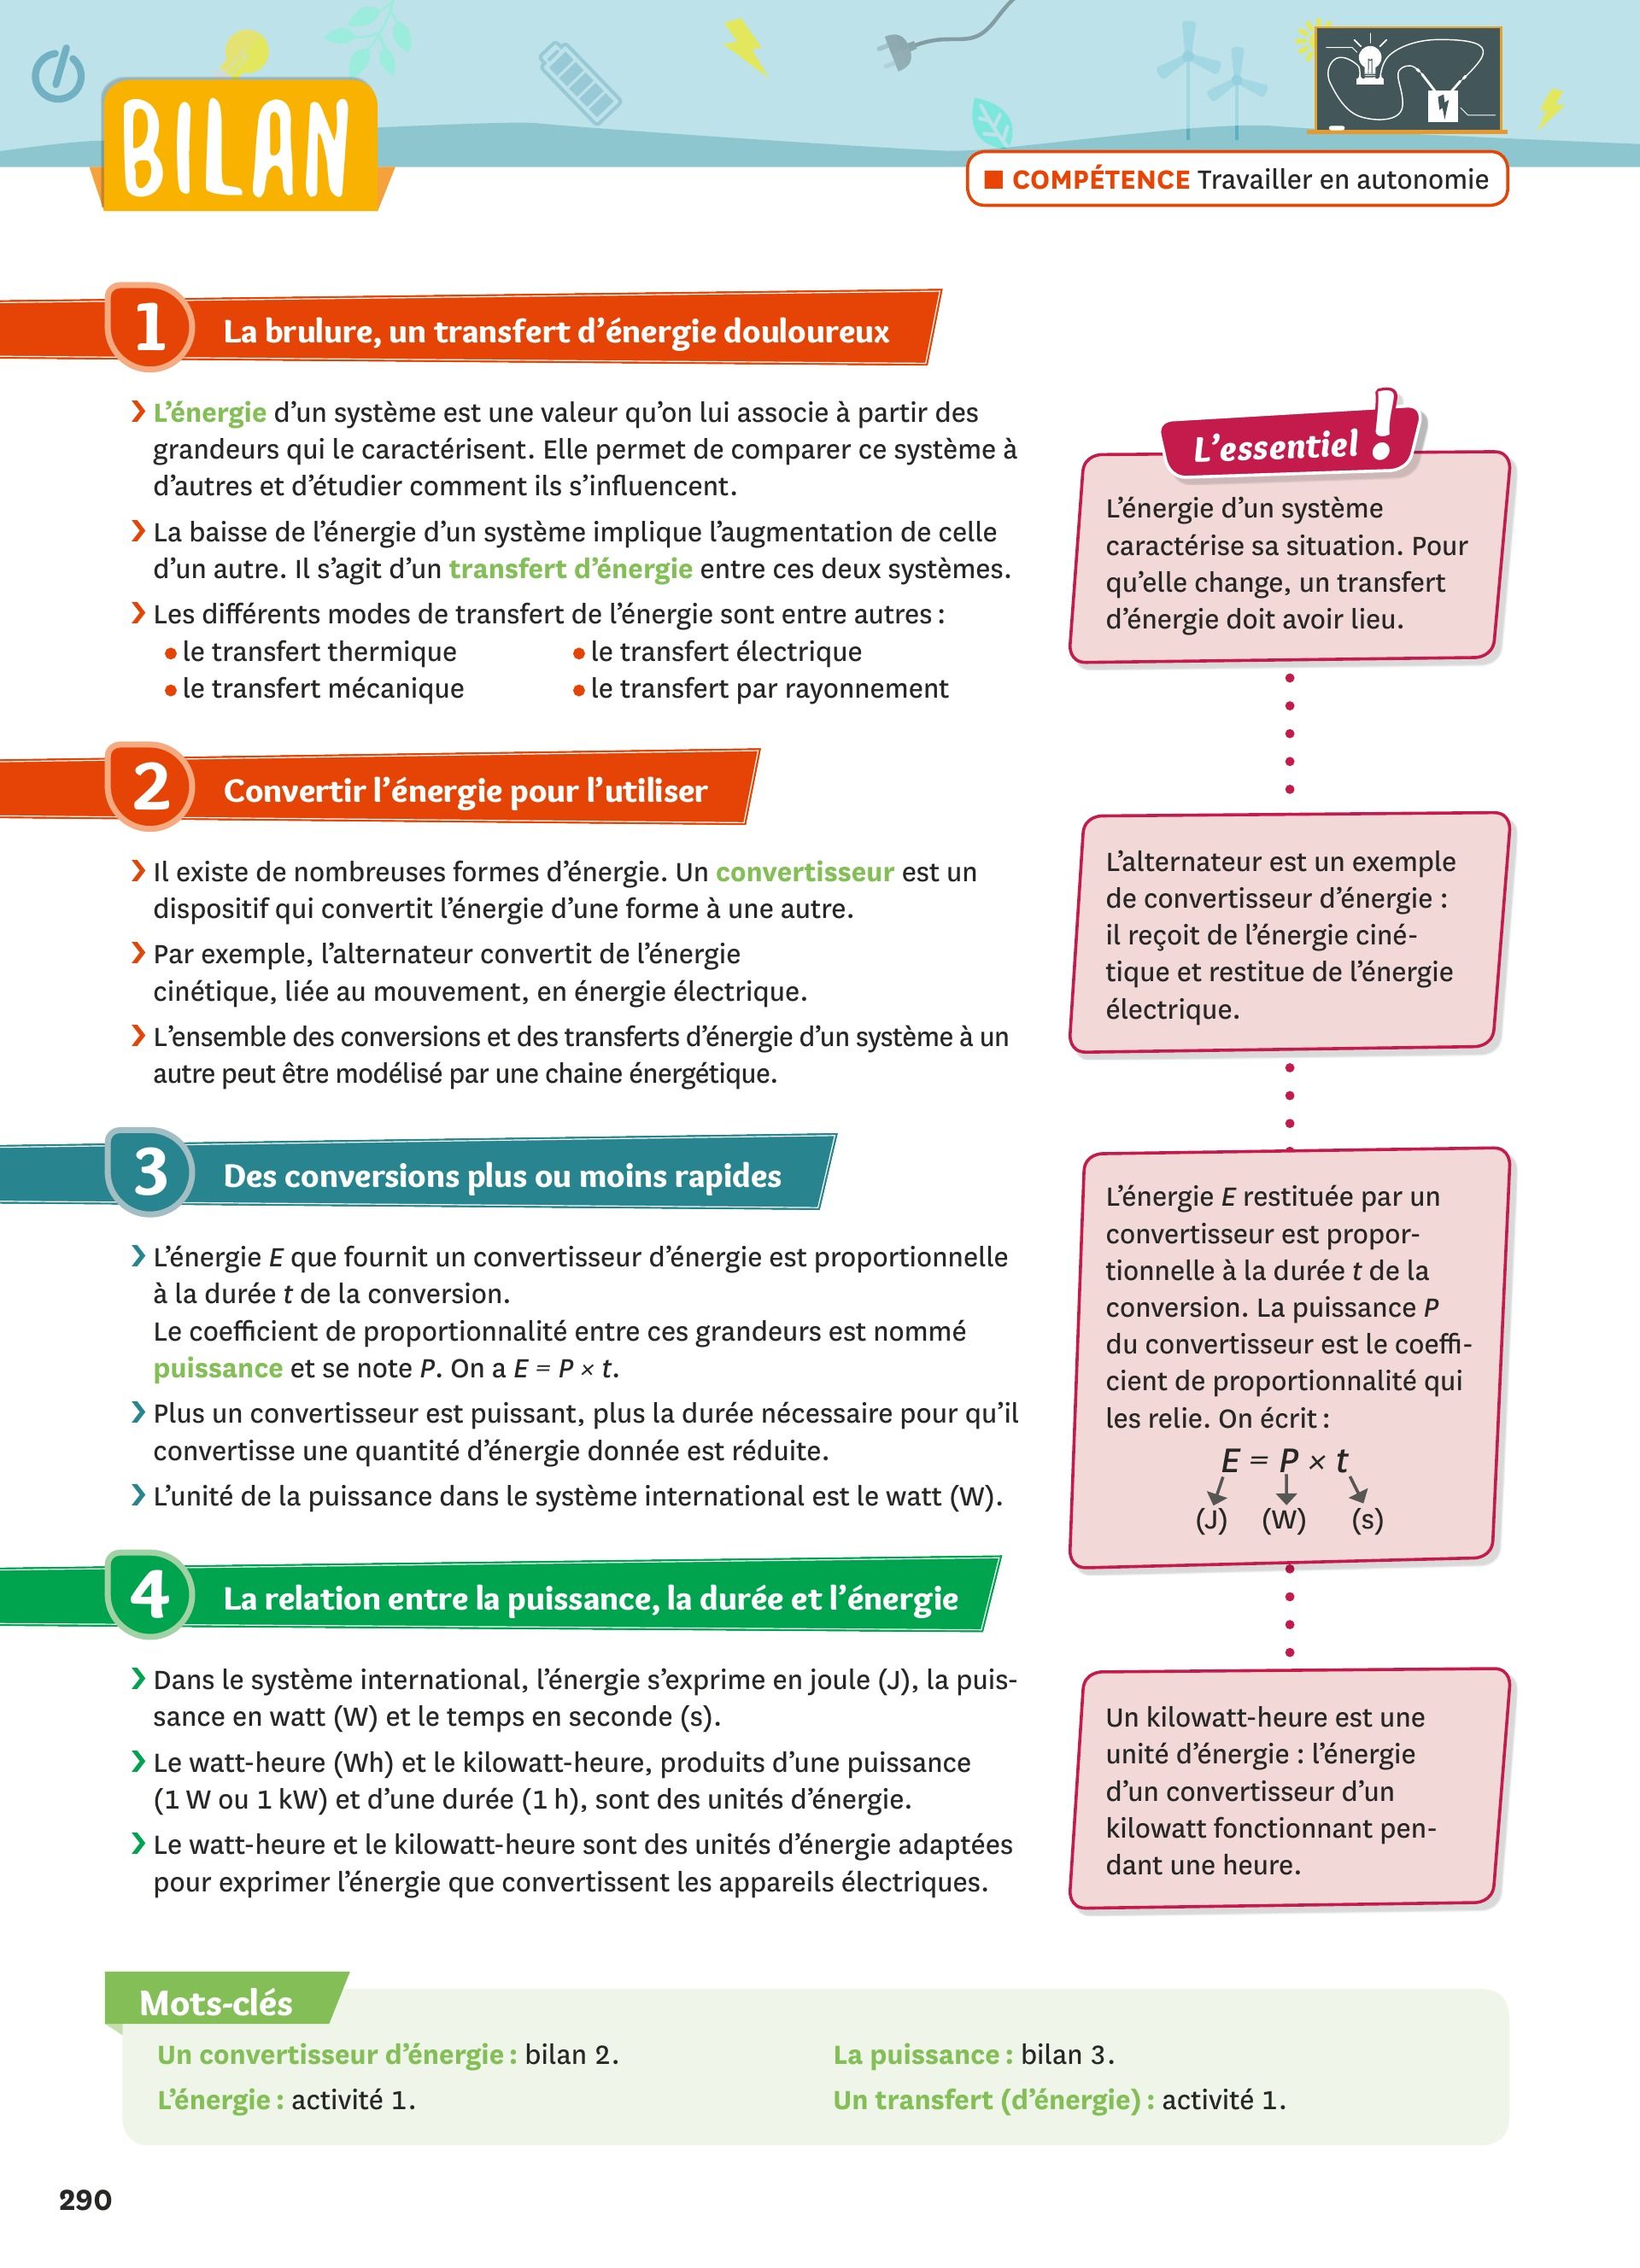 BILAN
■ COMPÉTENCE Travailler en autonomie
1 La brulure, un transfert d’énergie douloureux
❯ L’énergie d’un système est une valeur qu’on lui associe à partir des
grandeurs qui le caractérisent. Elle permet de comparer ce système à
d’autres et d’étudier comment ils s’influencent.
❯ La baisse de l’énergie d’un système implique l’augmentation de celle
d’un autre. Il s’agit d’un transfert d’énergie entre ces deux systèmes.
❯ Les différents modes de transfert de l’énergie sont entre autres :
• le transfert thermique • le transfert électrique
• le transfert mécanique • le transfert par rayonnement
L’essentiel !
L’énergie d’un système
caractérise sa situation. Pour
qu’elle change, un transfert
d’énergie doit avoir lieu.
2 Convertir l’énergie pour l’utiliser
❯ Il existe de nombreuses formes d’énergie. Un convertisseur est un
dispositif qui convertit l’énergie d’une forme à une autre.
❯ Par exemple, l’alternateur convertit de l’énergie
cinétique, liée au mouvement, en énergie électrique.
❯ L’ensemble des conversions et des transferts d’énergie d’un système à un
autre peut être modélisé par une chaine énergétique.
L’alternateur est un exemple
de convertisseur d’énergie :
il reçoit de l’énergie ciné-
tique et restitue de l’énergie
électrique.
3 Des conversions plus ou moins rapides
❯ L’énergie E que fournit un convertisseur d’énergie est proportionnelle
à la durée t de la conversion.
Le coefficient de proportionnalité entre ces grandeurs est nommé
puissance et se note P. On a E = P × t.
❯ Plus un convertisseur est puissant, plus la durée nécessaire pour qu’il
convertisse une quantité d’énergie donnée est réduite.
❯ L’unité de la puissance dans le système international est le watt (W).
L’énergie E restituée par un
convertisseur est propor-
tionnelle à la durée t de la
conversion. La puissance P
du convertisseur est le coeffi-
cient de proportionnalité qui
les relie. On écrit :
E = P × t
(J) (W) (s)
4 La relation entre la puissance, la durée et l’énergie
❯ Dans le système international, l’énergie s’exprime en joule (J), la puis-
sance en watt (W) et le temps en seconde (s).
❯ Le watt-heure (Wh) et le kilowatt-heure, produits d’une puissance
(1 W ou 1 kW) et d’une durée (1 h), sont des unités d’énergie.
❯ Le watt-heure et le kilowatt-heure sont des unités d’énergie adaptées
pour exprimer l’énergie que convertissent les appareils électriques.
Un kilowatt-heure est une
unité d’énergie : l’énergie
d’un convertisseur d’un
kilowatt fonctionnant pen-
dant une heure.
Mots-clés
Un convertisseur d’énergie : bilan 2.
L’énergie : activité 1.
La puissance : bilan 3.
Un transfert (d’énergie) : activité 1.
290